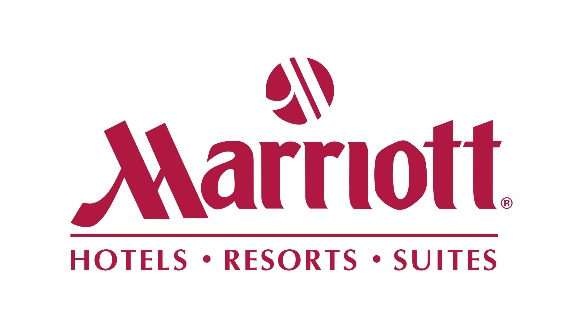 Marriott®
HOTELS • RESORTS • SUITES